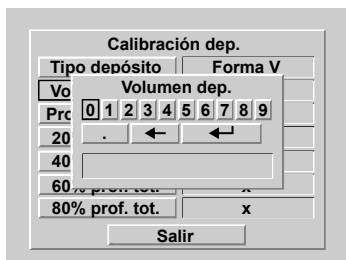 Calibración dep.
Tipo depósito Forma V
Vo Volumen dep.
Pro 0 1 2 3 4 5 6 7 8 9
20 . ← ↵
40
60% prof. tot. x
80% prof. tot. x
Salir